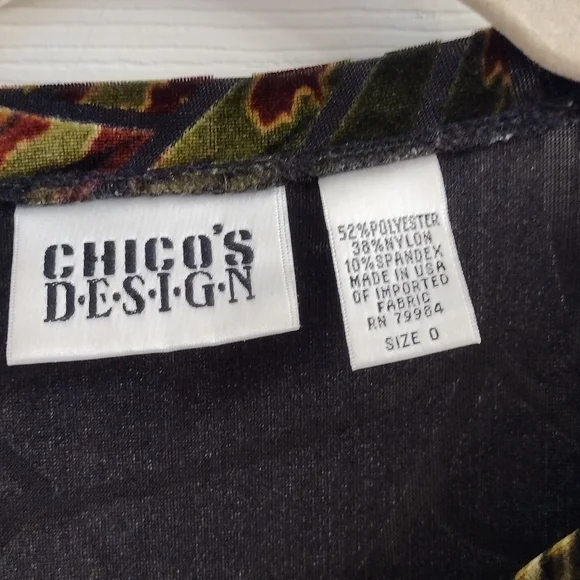 CHICO'S
D·E·S·I·G·N
52%POLYESTER
38%NYLON
10%SPANDEX
MADE IN USA
OF IMPORTED
FABRIC
RN 79984
SIZE 0